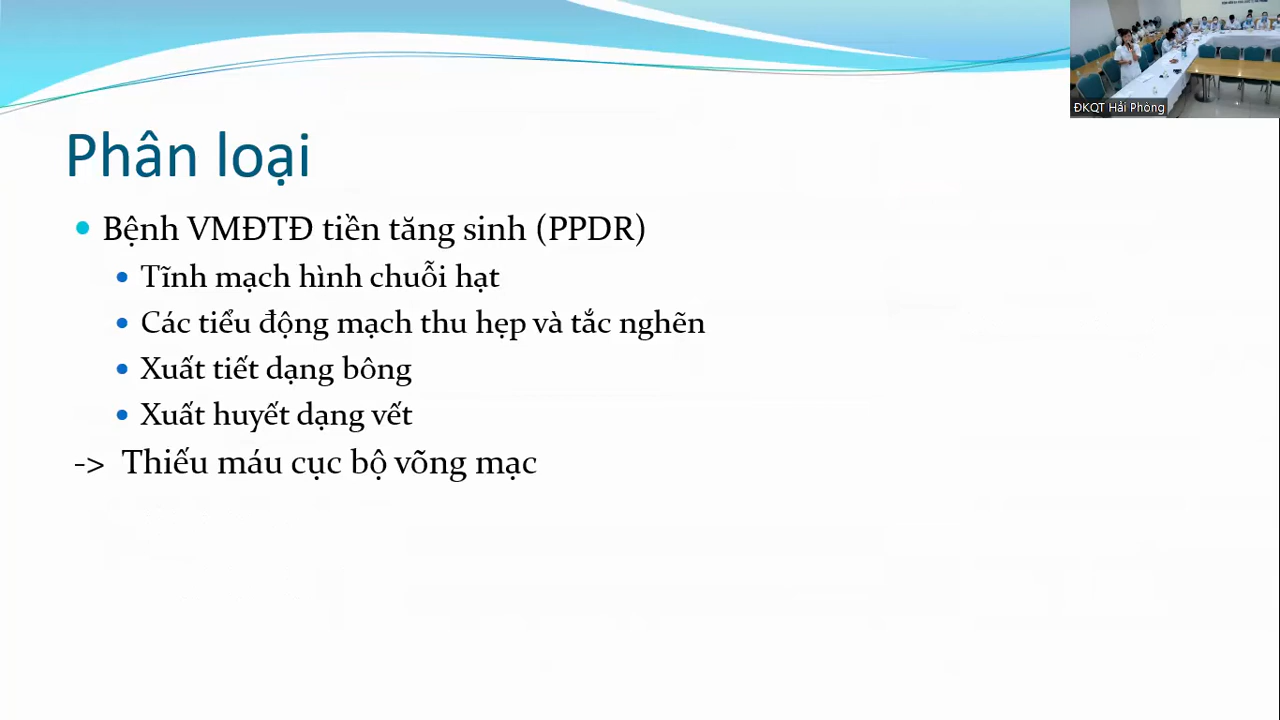 ĐKQT Hải Phòng
Phân loại
Bệnh VMĐTĐ tiền tăng sinh (PPDR)
Tĩnh mạch hình chuỗi hạt
Các tiểu động mạch thu hẹp và tắc nghẽn
Xuất tiết dạng bông
Xuất huyết dạng vết
-> Thiếu máu cục bộ võng mạc